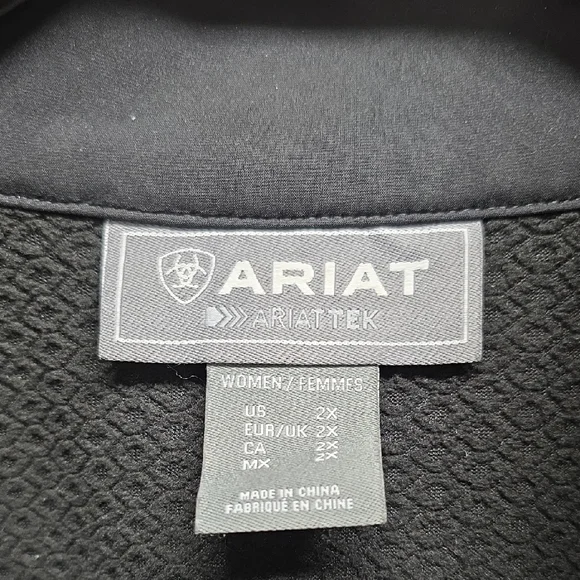 ARIAT
ARIATTEK
WOMEN/FEMMES
US 2X
EUR/UK 2X
CA 2X
MX 2X
MADE IN CHINA
FABRIQUÉ EN CHINE